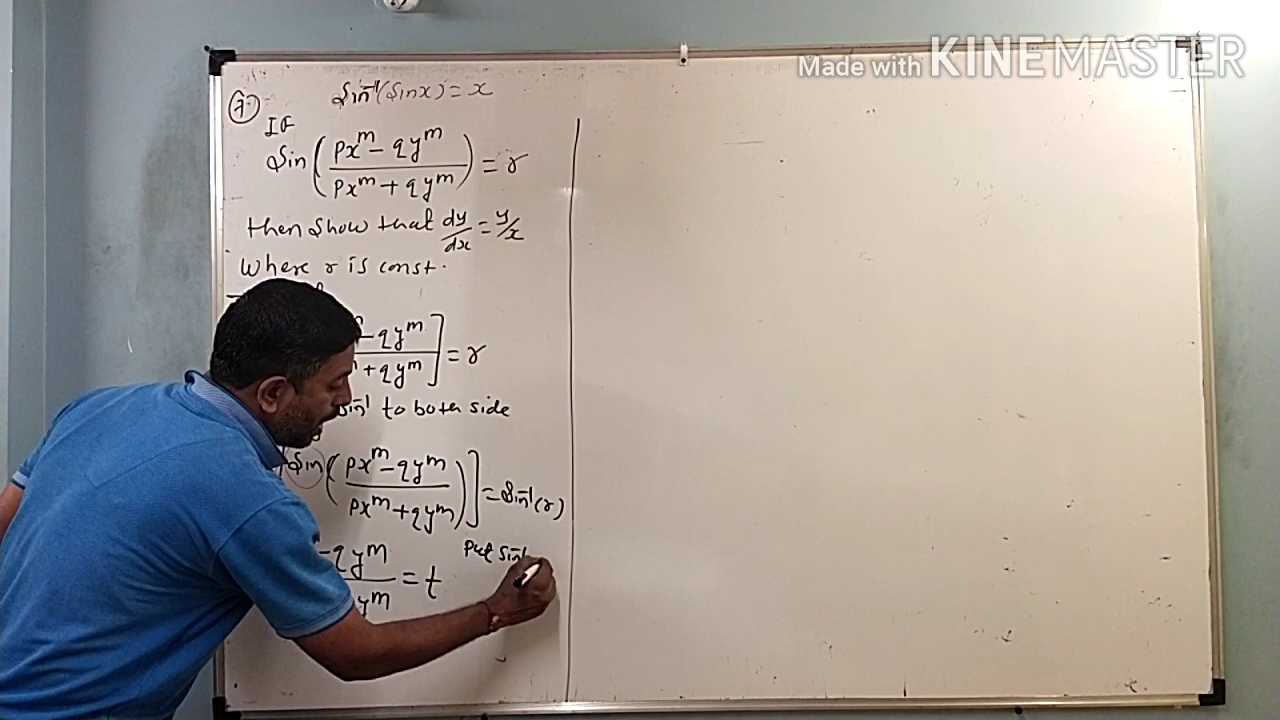 Made with KINEMASTER
7
Sin⁻¹(Sinx) = x
If
Sin(px^m - qy^m / px^m + qy^m) = r
then show that dy/dx = y/x
Where r is const.
- qy^m / + qy^m] = r
Sin⁻¹ to both side
Sin(px^m - qy^m / px^m + qy^m)] = Sin⁻¹(r)
- qy^m / y^m = t
Put Sin⁻¹